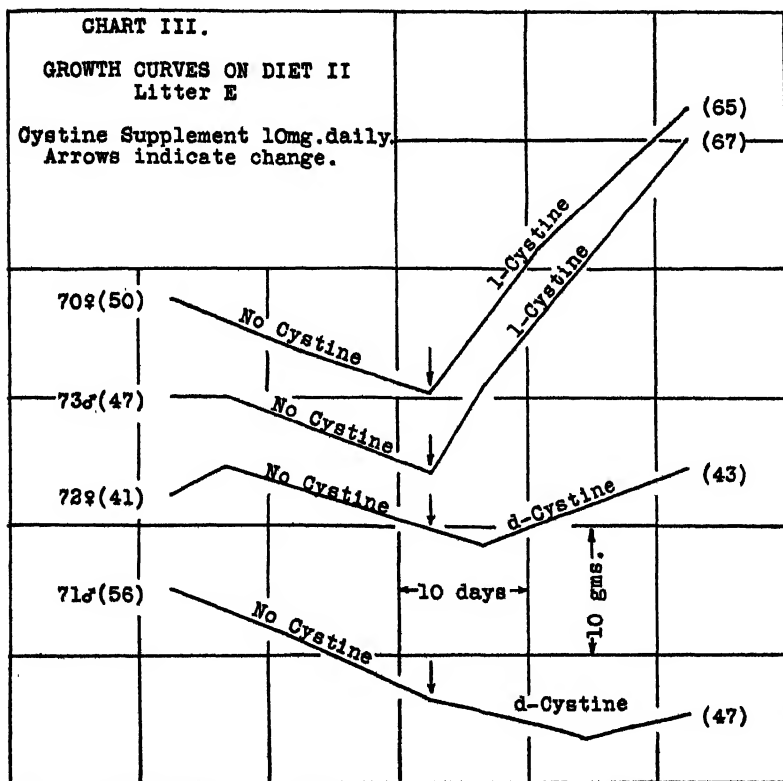 CHART III.
GROWTH CURVES ON DIET II
Litter E
Cystine Supplement 10mg.daily.
Arrows indicate change.
(65)
(67)
l-Cystine
l-Cystine
70♀(50)
No Cystine
73♂(47)
No Cystine
72♀(41)
No Cystine
d-Cystine
(43)
10 days
10 gms.
71♂(56)
No Cystine
d-Cystine
(47)